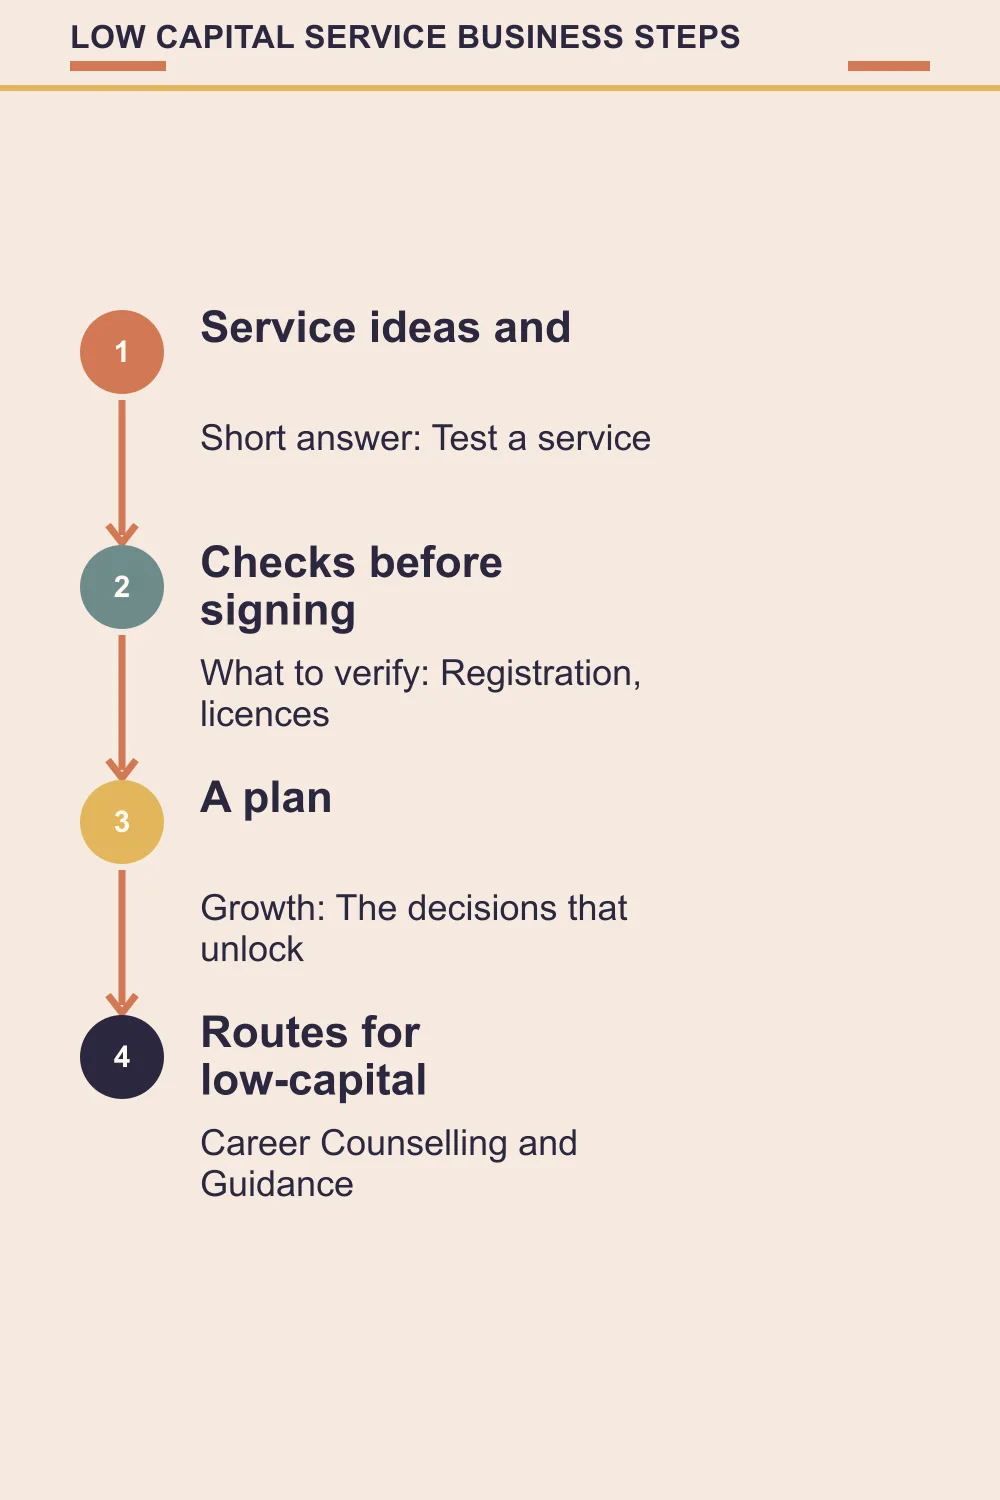 LOW CAPITAL SERVICE BUSINESS STEPS
1
Service ideas and
Short answer: Test a service
2
Checks before
signing
What to verify: Registration,
licences
3
A plan
Growth: The decisions that
unlock
4
Routes for
low-capital
Career Counselling and
Guidance